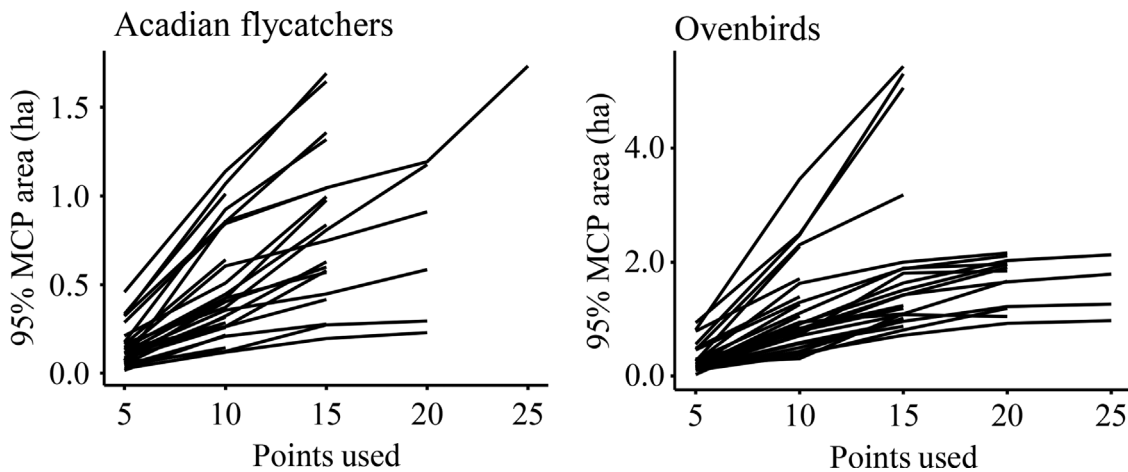 Acadian flycatchers
95% MCP area (ha)
1.5
1.0
0.5
0.0
5 10 15 20 25
Points used
Ovenbirds
95% MCP area (ha)
4.0
2.0
0.0
5 10 15 20 25
Points used